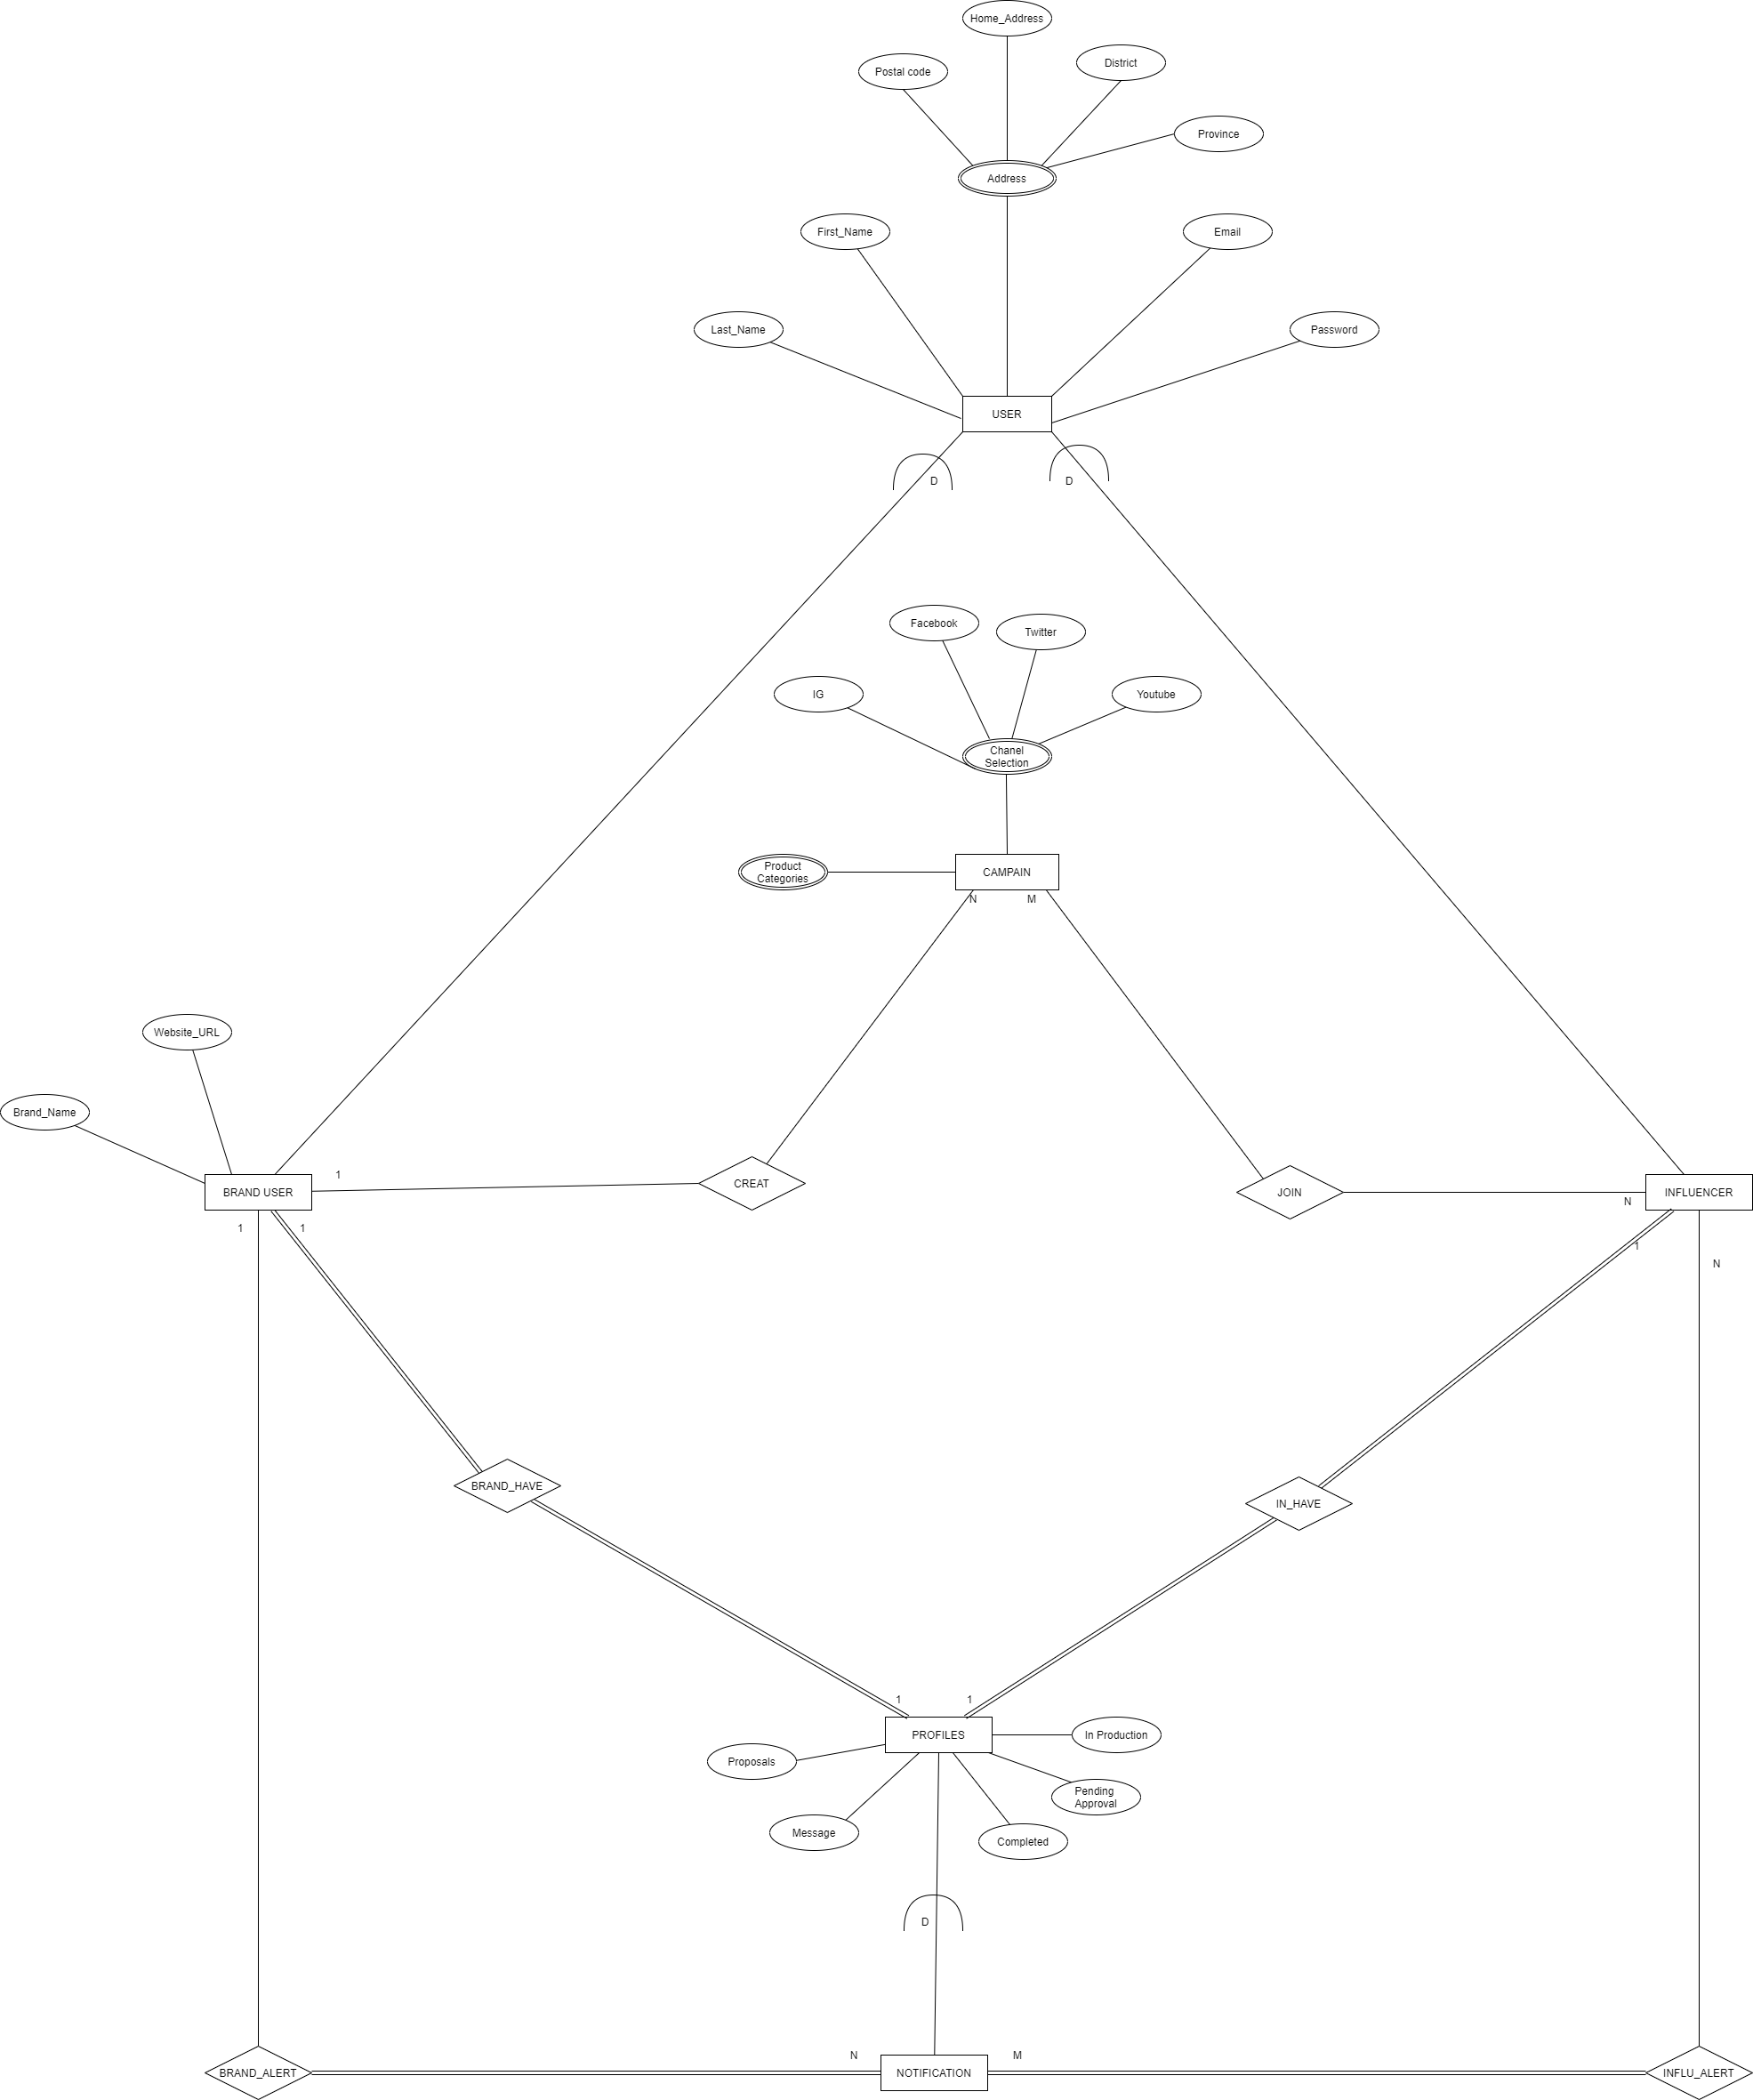 Home_Address
District
Postal code
Province
Address
First_Name
Email
Last_Name
Password
USER
D
D
Facebook
Twitter
IG
Youtube
Chanel
Selection
Product
Categories
CAMPAIN
N
M
Website_URL
Brand_Name
1
CREAT
BRAND USER
JOIN
INFLUENCER
N
1
1
1
N
BRAND_HAVE
IN_HAVE
1
1
PROFILES
In Production
Proposals
Pending
Approval
Message
Completed
D
N
M
BRAND_ALERT
NOTIFICATION
INFLU_ALERT